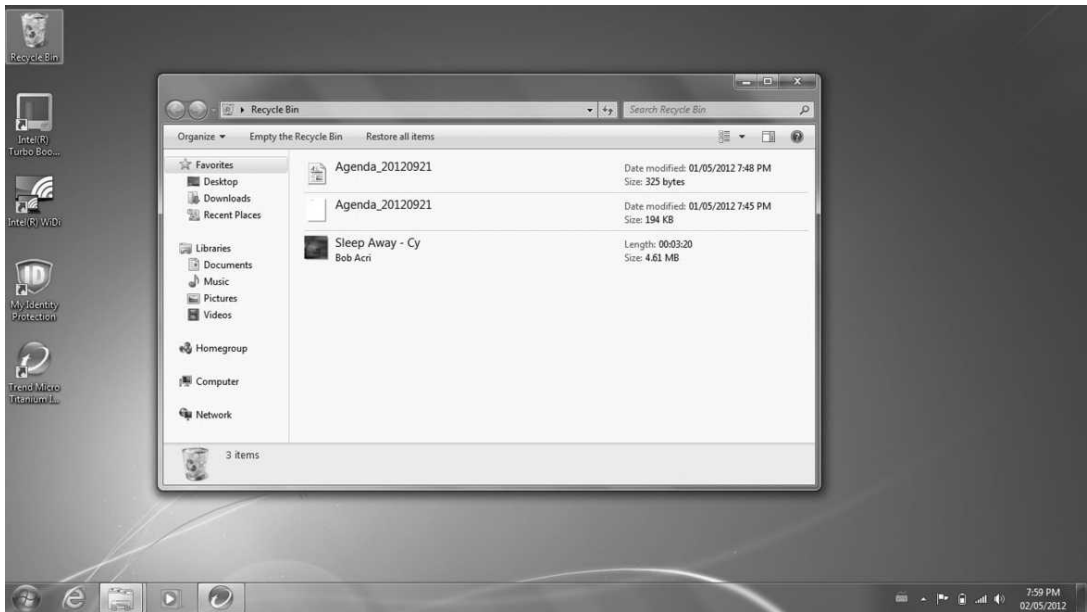 Recycle Bin
Intel(R)
Turbo Boo...
Intel(R) WiDi
My Identity
Protection
Trend Micro
Titanium I...
Recycle Bin
Search Recycle Bin
Organize
Empty the Recycle Bin
Restore all items
Favorites
Desktop
Downloads
Recent Places
Libraries
Documents
Music
Pictures
Videos
Homegroup
Computer
Network
Agenda_20120921
Date modified: 01/05/2012 7:48 PM
Size: 325 bytes
Agenda_20120921
Date modified: 01/05/2012 7:45 PM
Size: 194 KB
Sleep Away - Cy
Bob Acri
Length: 00:03:20
Size: 4.61 MB
3 items
7:59 PM
02/05/2012